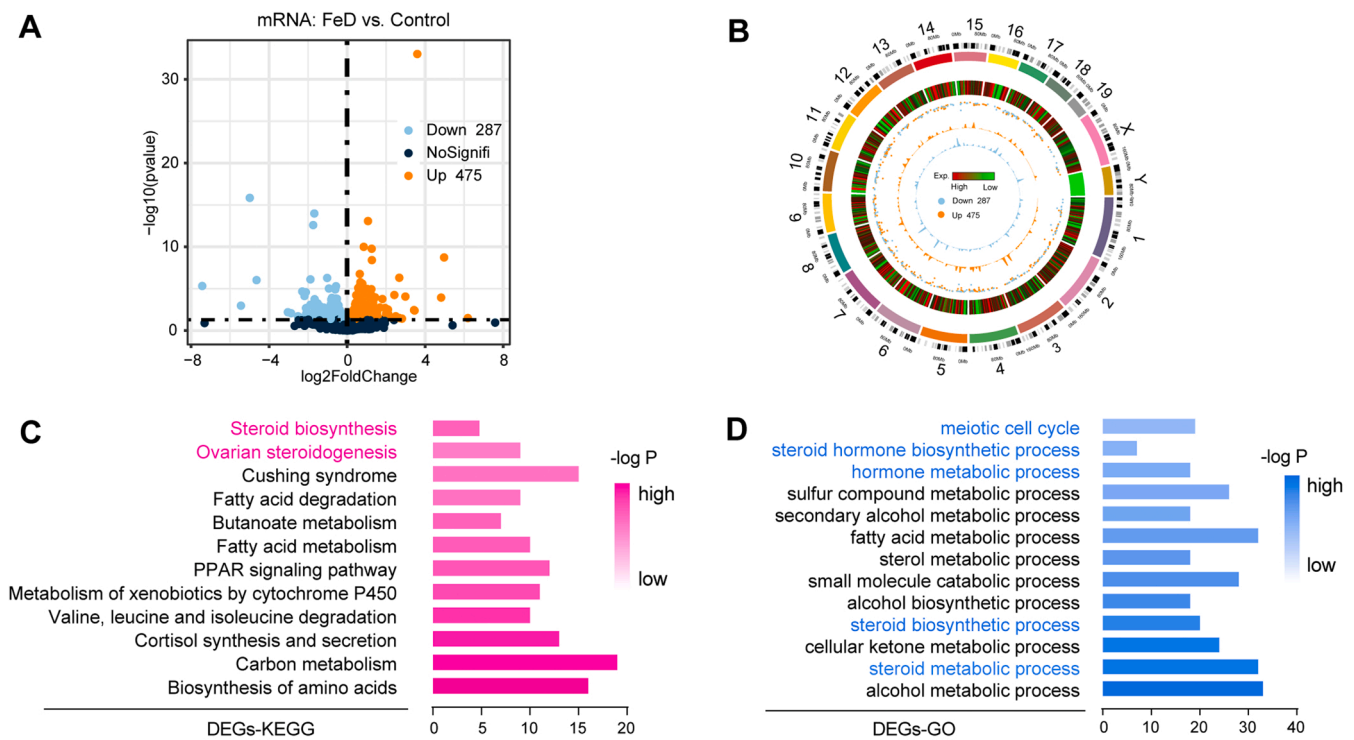 A
mRNA: FeD vs. Control
−log10(pvalue)
30
20
10
0
Down 287
NoSignifi
Up 475
−8
−4
0
4
8
log2FoldChange
B
1
2
3
4
5
6
7
8
9
10
11
12
13
14
15
16
17
18
19
X
Y
Exp.
High Low
Down 287
Up 475
C
Steroid biosynthesis
Ovarian steroidogenesis
Cushing syndrome
Fatty acid degradation
Butanoate metabolism
Fatty acid metabolism
PPAR signaling pathway
Metabolism of xenobiotics by cytochrome P450
Valine, leucine and isoleucine degradation
Cortisol synthesis and secretion
Carbon metabolism
Biosynthesis of amino acids
DEGs-KEGG
0 5 10 15 20
-log P
high
low
D
meiotic cell cycle
steroid hormone biosynthetic process
hormone metabolic process
sulfur compound metabolic process
secondary alcohol metabolic process
fatty acid metabolic process
sterol metabolic process
small molecule catabolic process
alcohol biosynthetic process
steroid biosynthetic process
cellular ketone metabolic process
steroid metabolic process
alcohol metabolic process
DEGs-GO
0 10 20 30 40
-log P
high
low